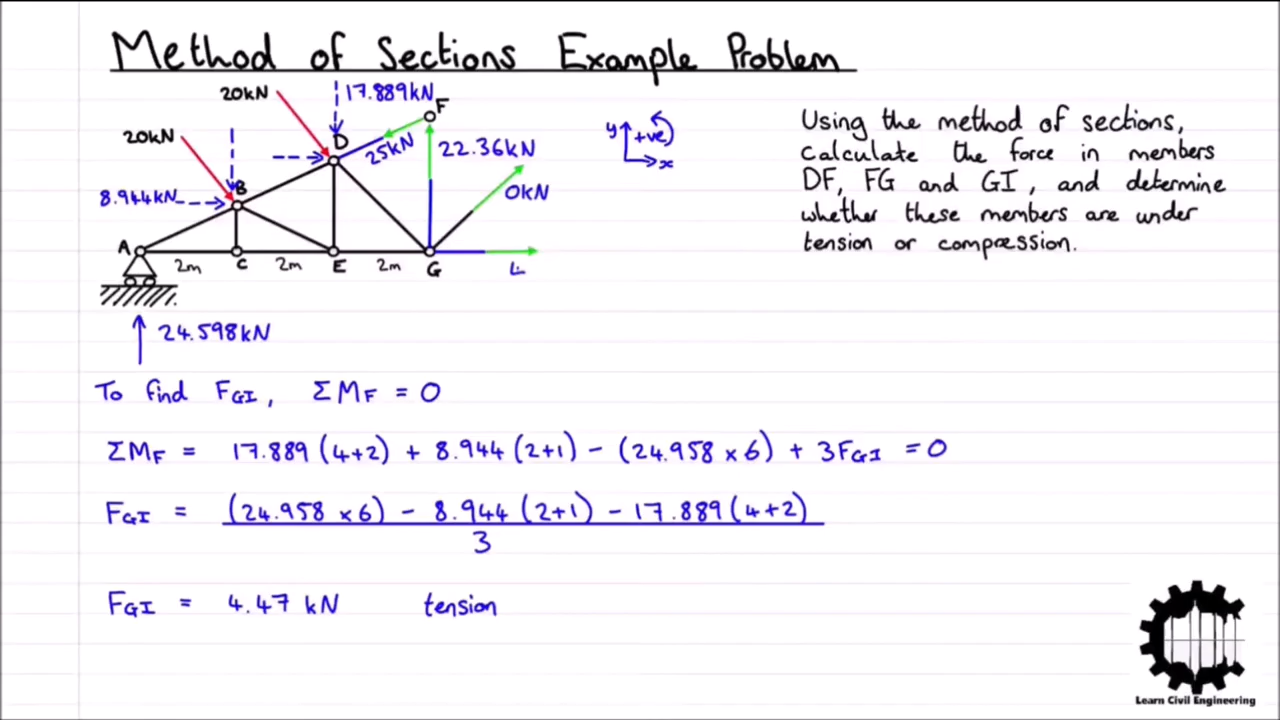 Method of Sections Example Problem
20kN
17.889kN
F
20kN
D
25kN
22.36kN
y
+ve
x
8.944kN
B
0kN
A
2m
C
2m
E
2m
G
24.598kN
Using the method of sections,
calculate the force in members
DF, FG and GI, and determine
whether these members are under
tension or compression.
To find FGI, ΣMF = 0
ΣMF = 17.889 (4+2) + 8.944 (2+1) - (24.958 x 6) + 3FGI = 0
FGI = (24.958 x 6) - 8.944 (2+1) - 17.889 (4+2)
3
FGI = 4.47 kN tension
Learn Civil Engineering